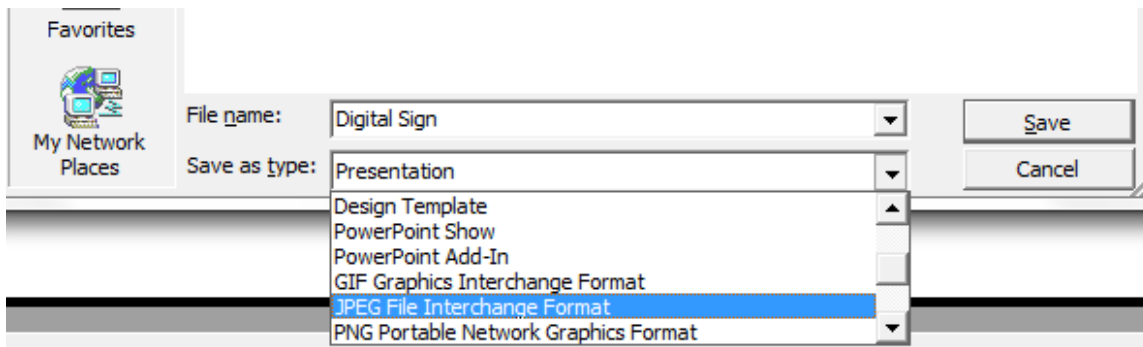 Favorites
My Network
Places
File name: Digital Sign Save
Save as type: Presentation Cancel
Design Template
PowerPoint Show
PowerPoint Add-In
GIF Graphics Interchange Format
JPEG File Interchange Format
PNG Portable Network Graphics Format